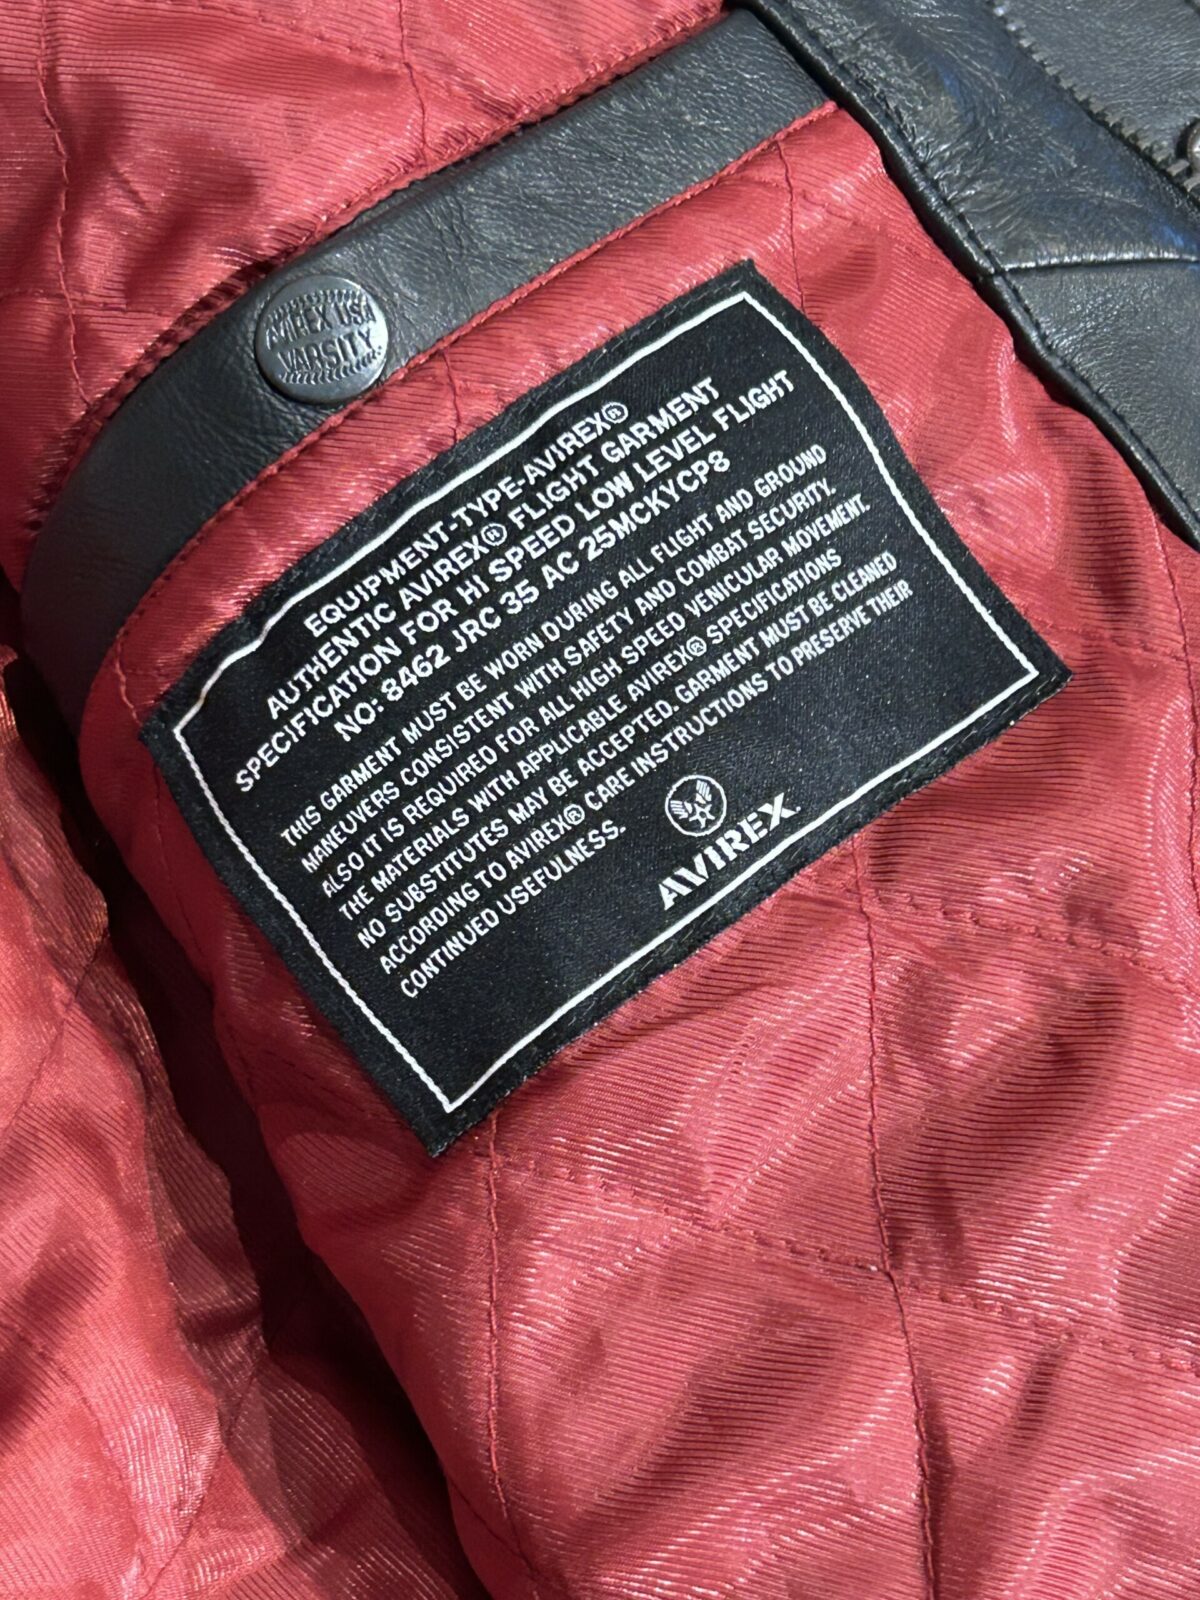 AVIREX USA
VARSITY
EQUIPMENT-TYPE-AVIREX®
AUTHENTIC AVIREX® FLIGHT GARMENT
SPECIFICATION FOR HI SPEED LOW LEVEL FLIGHT
NO: 8462 JRC 35 AC 25MCKYCP8
THIS GARMENT MUST BE WORN DURING ALL FLIGHT AND GROUND
MANEUVERS CONSISTENT WITH SAFETY AND COMBAT SECURITY.
ALSO IT IS REQUIRED FOR ALL HIGH SPEED VENICULAR MOVEMENT.
THE MATERIALS WITH APPLICABLE AVIREX® SPECIFICATIONS
NO SUBSTITUTES MAY BE ACCEPTED. GARMENT MUST BE CLEANED
ACCORDING TO AVIREX® CARE INSTRUCTIONS TO PRESERVE THEIR
CONTINUED USEFULNESS.
AVIREX